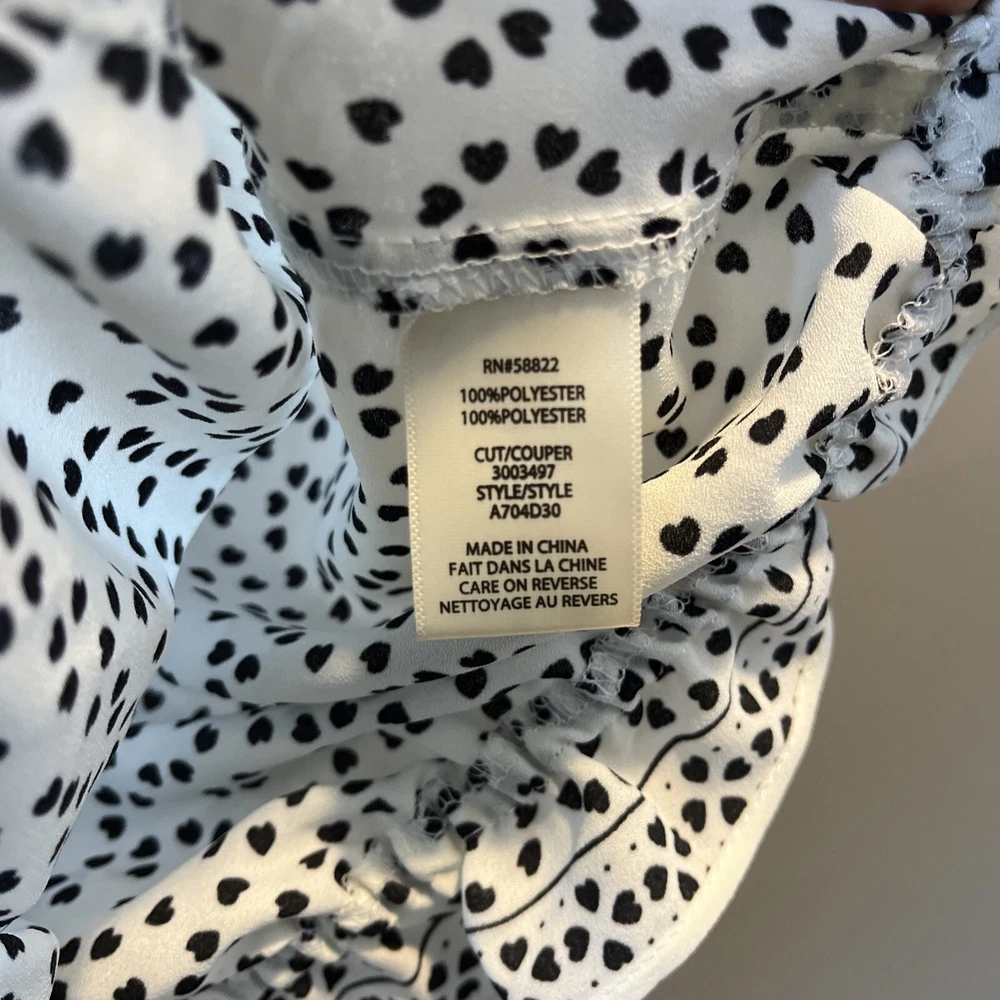 RN#58822
100%POLYESTER
100%POLYESTER
CUT/COUPER
3003497
STYLE/STYLE
A704D30
MADE IN CHINA
FAIT DANS LA CHINE
CARE ON REVERSE
NETTOYAGE AU REVERS